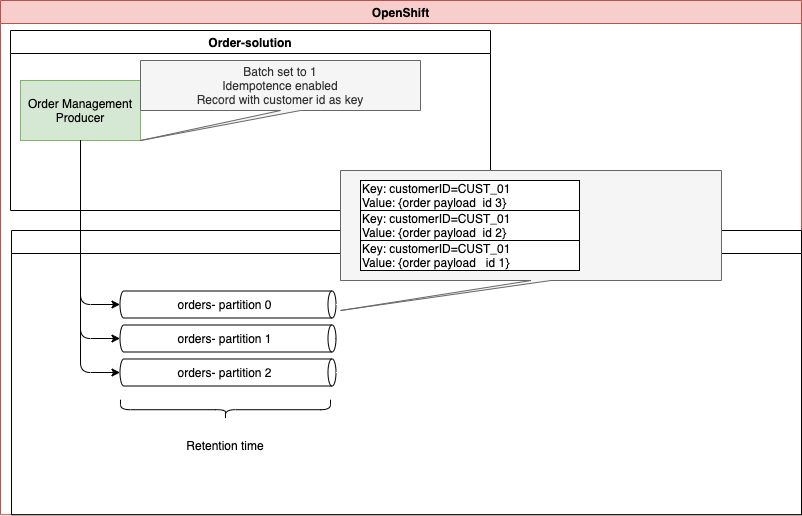 OpenShift
Order-solution
Batch set to 1
Idempotence enabled
Record with customer id as key
Order Management
Producer
Key: customerID=CUST_01
Value: {order payload id 3}
Key: customerID=CUST_01
Value: {order payload id 2}
Key: customerID=CUST_01
Value: {order payload id 1}
orders- partition 0
orders- partition 1
orders- partition 2
Retention time